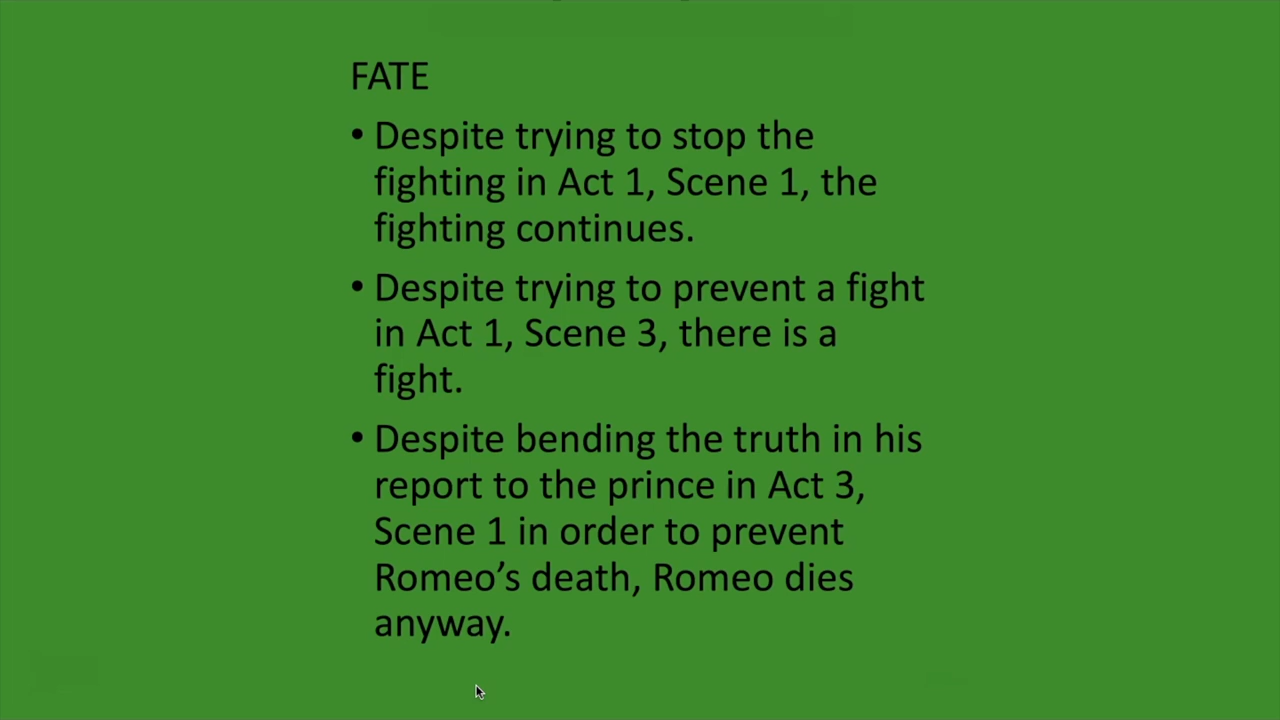 FATE
• Despite trying to stop the
fighting in Act 1, Scene 1, the
fighting continues.
• Despite trying to prevent a fight
in Act 1, Scene 3, there is a
fight.
• Despite bending the truth in his
report to the prince in Act 3,
Scene 1 in order to prevent
Romeo’s death, Romeo dies
anyway.